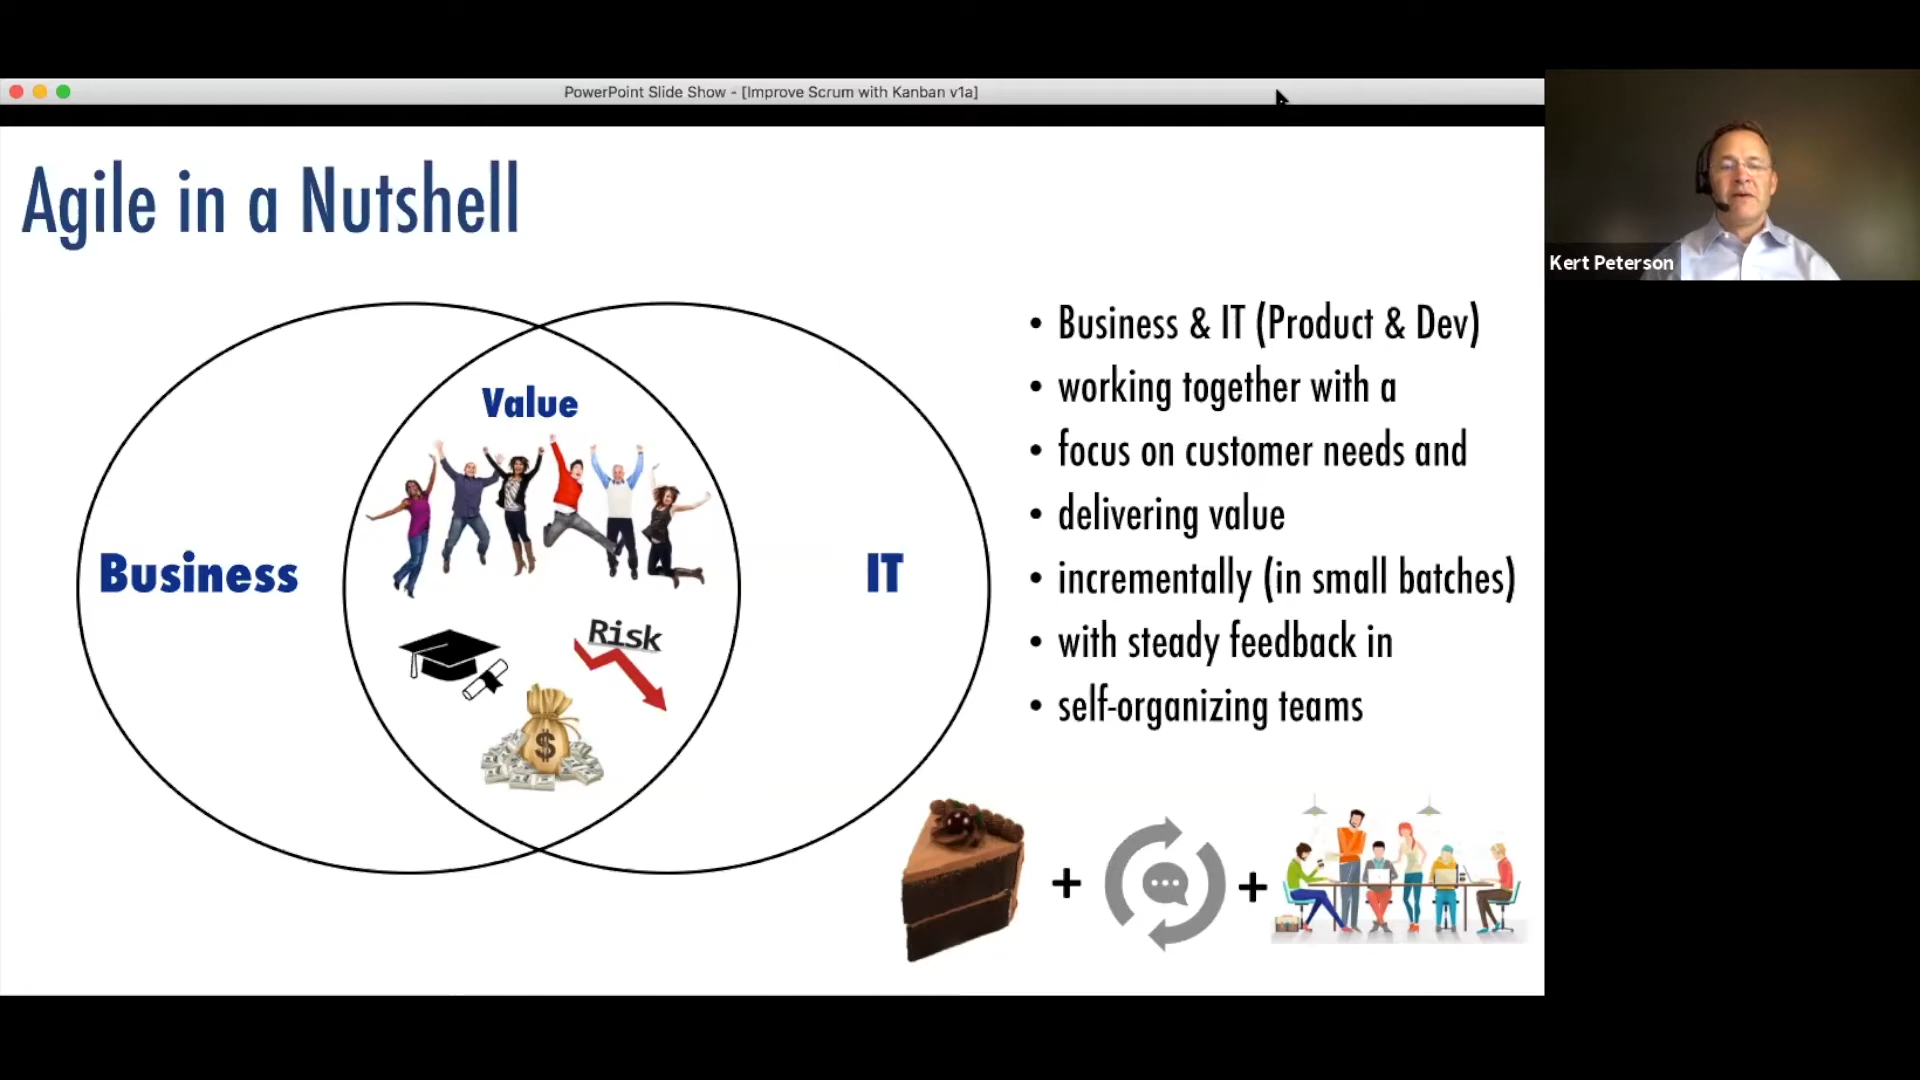 PowerPoint Slide Show - [Improve Scrum with Kanban v1a]
Agile in a Nutshell
Kert Peterson
Value
Business
IT
Risk
$
• Business & IT (Product & Dev)
• working together with a
• focus on customer needs and
• delivering value
• incrementally (in small batches)
• with steady feedback in
• self-organizing teams
+
+